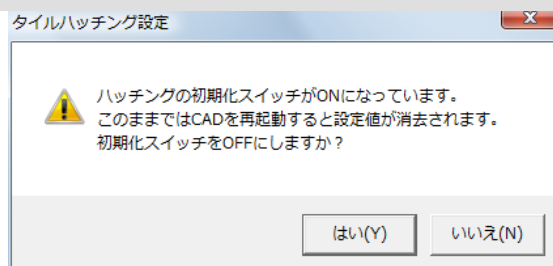 タイルハッチング設定
ハッチングの初期化スイッチがONになっています。
このままではCADを再起動すると設定値が消去されます。
初期化スイッチをOFFにしますか？
はい(Y)
いいえ(N)